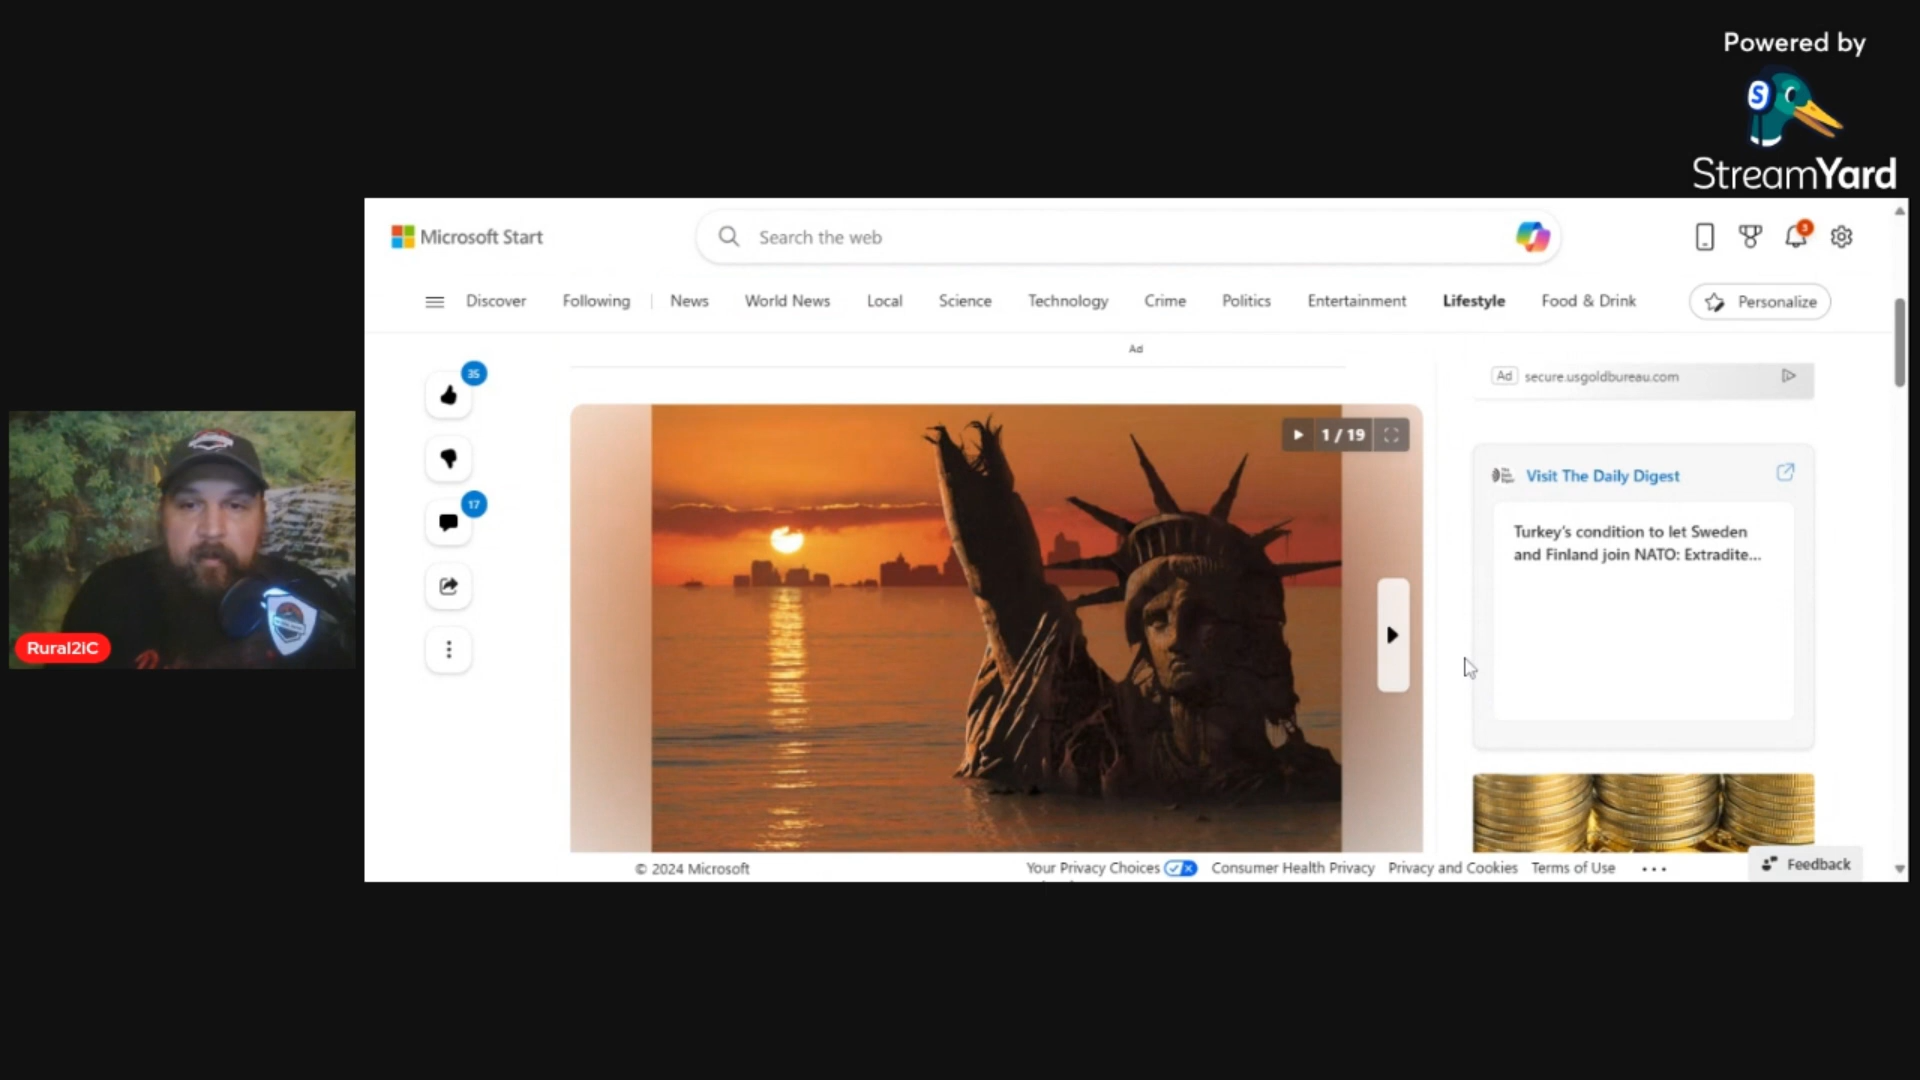 Powered by
StreamYard
Microsoft Start
Search the web
3
Discover
Following
News
World News
Local
Science
Technology
Crime
Politics
Entertainment
Lifestyle
Food & Drink
Personalize
Ad
35
17
1 / 19
Ad secure.usgoldbureau.com
Visit The Daily Digest
Turkey's condition to let Sweden
and Finland join NATO: Extradite...
Rural2iC
© 2024 Microsoft
Your Privacy Choices
Consumer Health Privacy
Privacy and Cookies
Terms of Use
Feedback